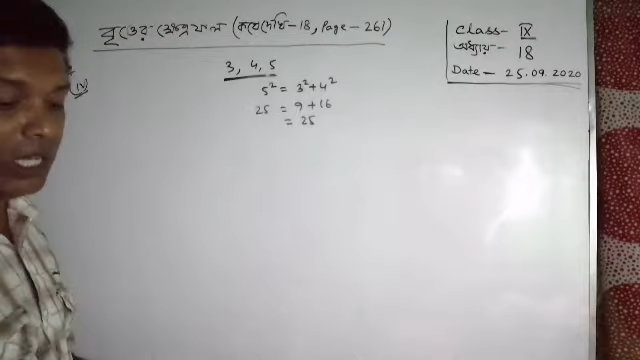 বৃত্তের ক্ষেত্রফল (কষে দেখি-18, Page-261)
Class- IX
অধ্যায়- 18
Date- 25.09.2020
3, 4, 5
(iv)
5² = 3²+4²
25 = 9+16
= 25